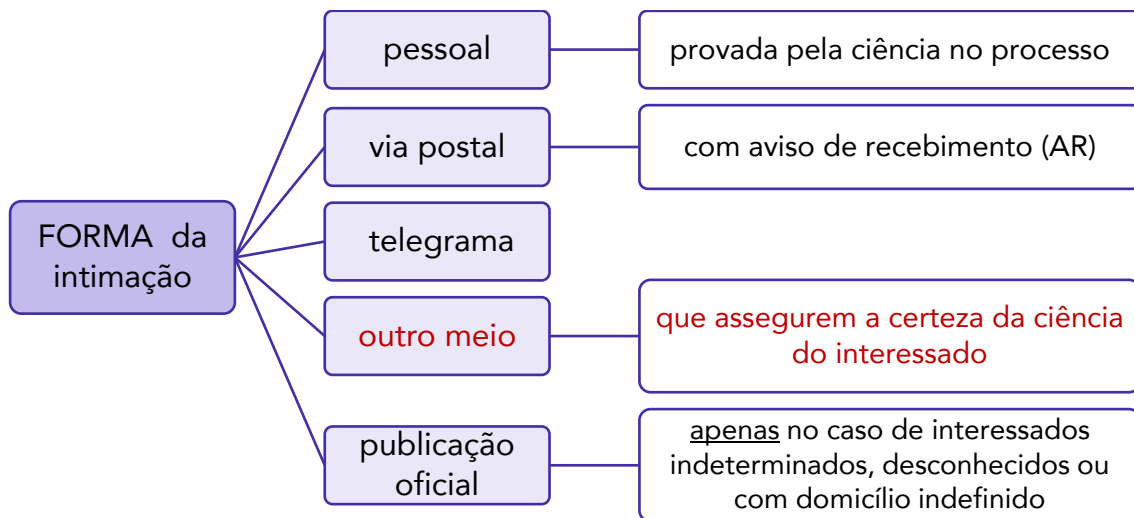 pessoal
provada pela ciência no processo
via postal
com aviso de recebimento (AR)
FORMA da
intimação
telegrama
outro meio
que assegurem a certeza da ciência
do interessado
publicação
oficial
apenas no caso de interessados
indeterminados, desconhecidos ou
com domicílio indefinido